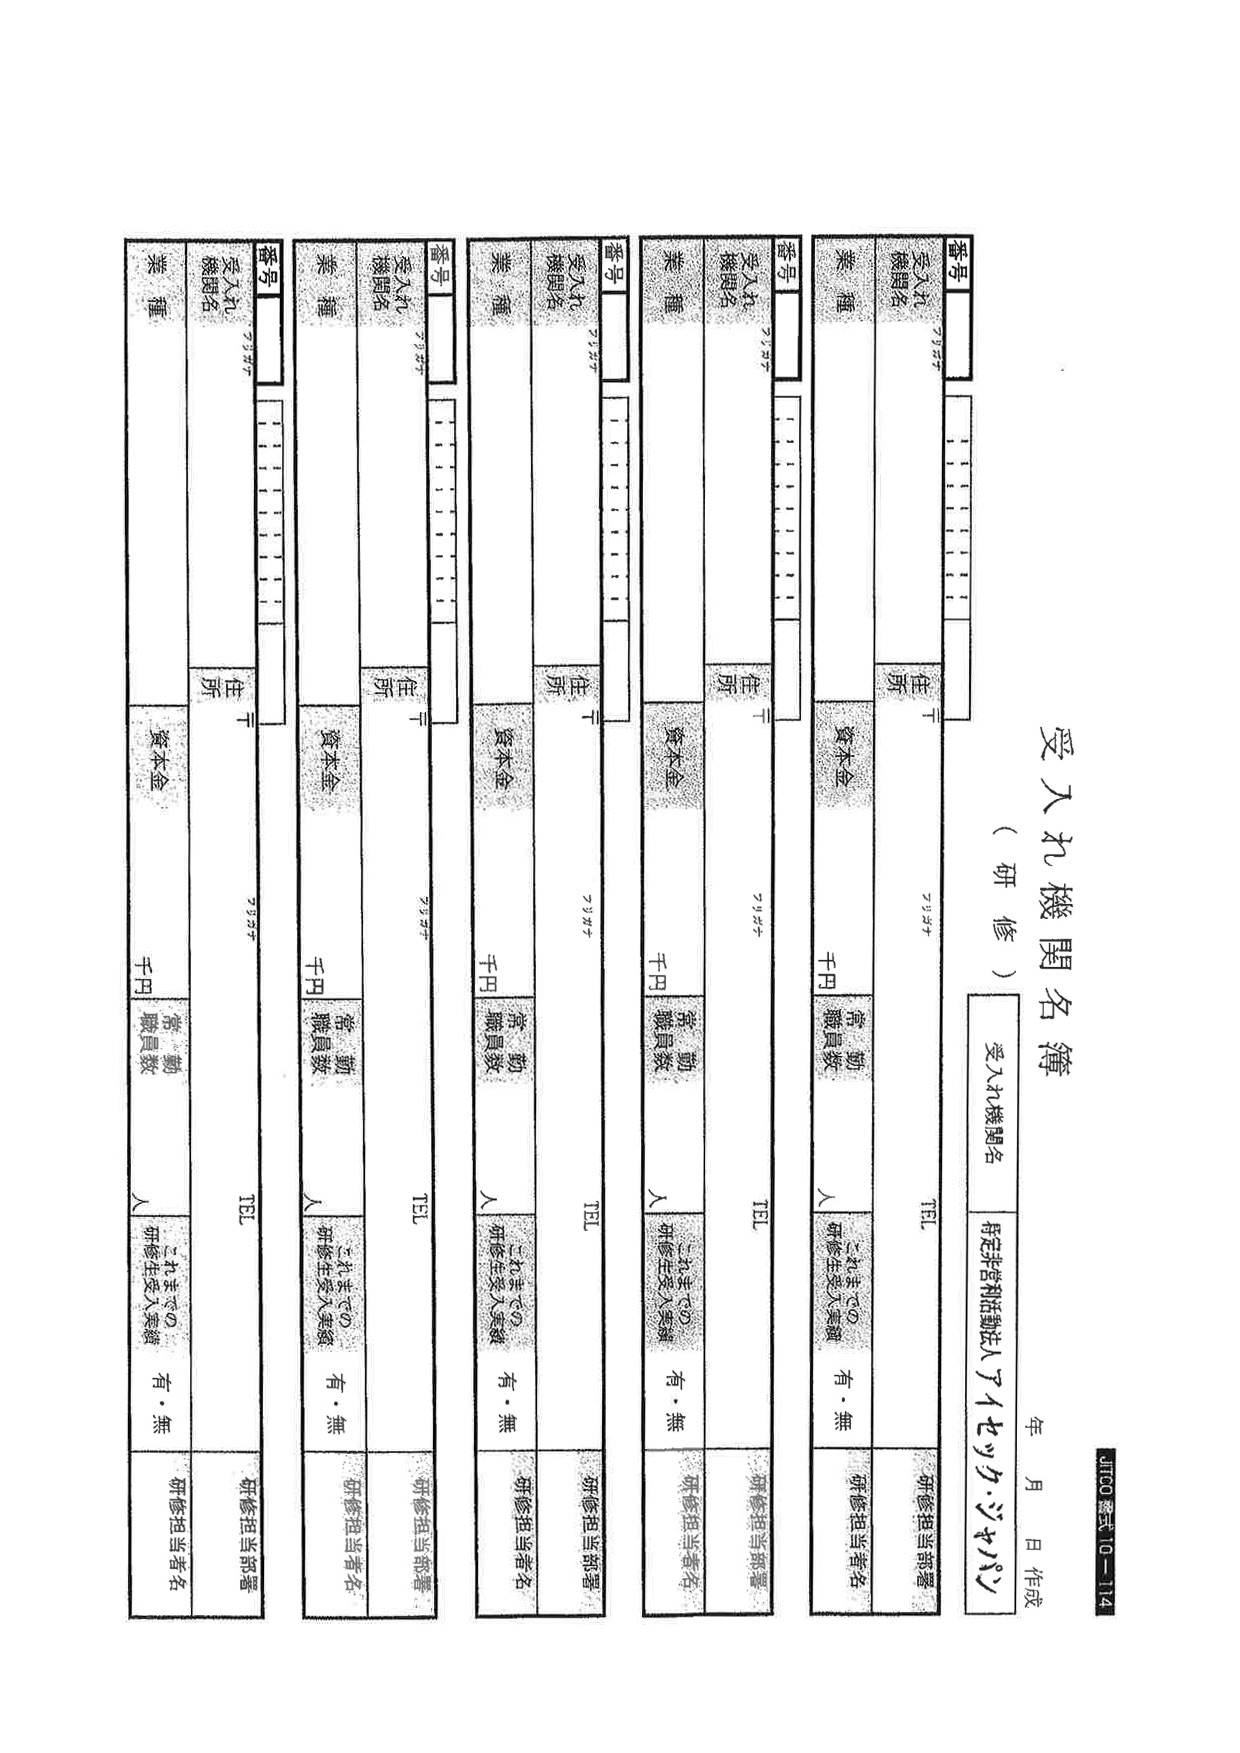 JITCO書式 10－114
受入れ機関名簿
（研修）
年 月 日 作成
受入れ機関名 特定非営利活動法人 アイセック・ジャパン
番号
受入れ機関名 フリガナ 住所 〒 フリガナ TEL 研修担当部署
業種 資本金 千円 常勤職員数 人 これまでの研修生受入実績 有・無 研修担当者名
番号
受入れ機関名 フリガナ 住所 〒 フリガナ TEL 研修担当部署
業種 資本金 千円 常勤職員数 人 これまでの研修生受入実績 有・無 研修担当者名
番号
受入れ機関名 フリガナ 住所 〒 フリガナ TEL 研修担当部署
業種 資本金 千円 常勤職員数 人 これまでの研修生受入実績 有・無 研修担当者名
番号
受入れ機関名 フリガナ 住所 〒 フリガナ TEL 研修担当部署
業種 資本金 千円 常勤職員数 人 これまでの研修生受入実績 有・無 研修担当者名
番号
受入れ機関名 フリガナ 住所 〒 フリガナ TEL 研修担当部署
業種 資本金 千円 常勤職員数 人 これまでの研修生受入実績 有・無 研修担当者名